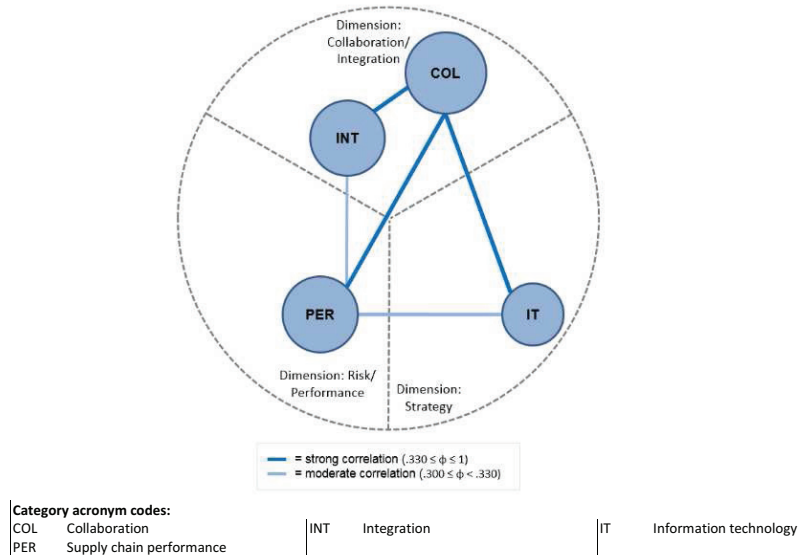 Dimension:
Collaboration/
Integration
COL
INT
PER
IT
Dimension: Risk/
Performance
Dimension:
Strategy
= strong correlation (.330 ≤ ϕ ≤ 1)
= moderate correlation (.300 ≤ ϕ < .330)
Category acronym codes:
COL Collaboration INT Integration IT Information technology
PER Supply chain performance